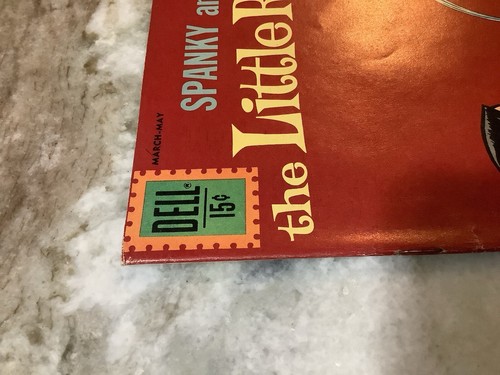 MARCH-MAY
DELL®
15¢
SPANKY
the Little